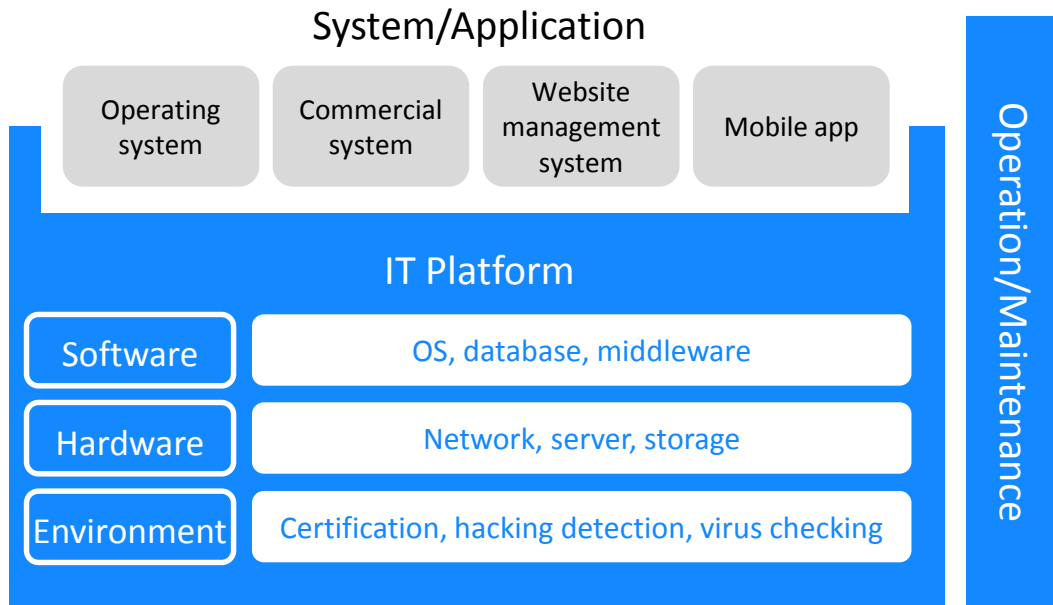 System/Application
Operating
system
Commercial
system
Website
management
system
Mobile app
IT Platform
Software
OS, database, middleware
Hardware
Network, server, storage
Environment
Certification, hacking detection, virus checking
Operation/Maintenance